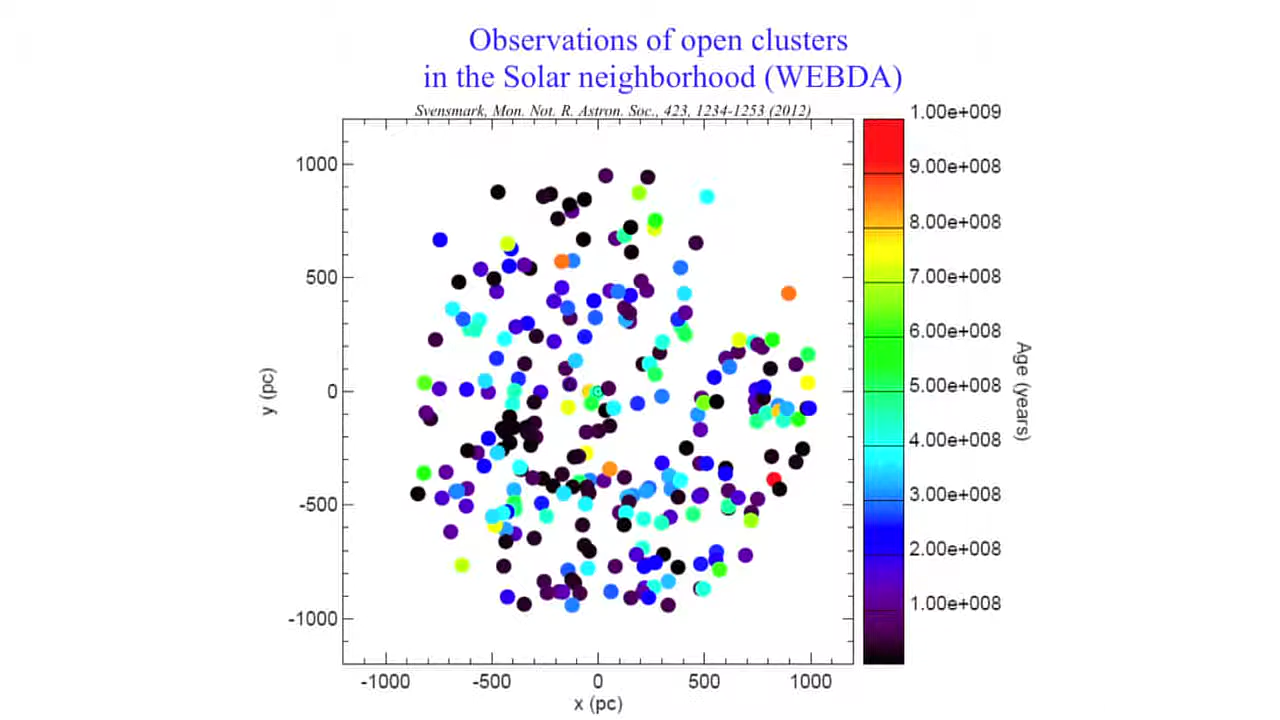 Observations of open clusters
in the Solar neighborhood (WEBDA)
Svensmark, Mon. Not. R. Astron. Soc., 423, 1234-1253 (2012)
1.00e+009
9.00e+008
8.00e+008
7.00e+008
6.00e+008
5.00e+008
4.00e+008
3.00e+008
2.00e+008
1.00e+008
Age (years)
1000
500
0
-500
-1000
y (pc)
-1000 -500 0 500 1000
x (pc)